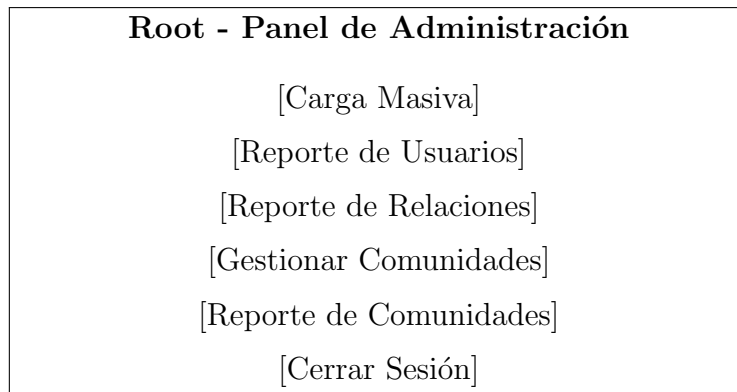 Root - Panel de Administración
[Carga Masiva]
[Reporte de Usuarios]
[Reporte de Relaciones]
[Gestionar Comunidades]
[Reporte de Comunidades]
[Cerrar Sesión]